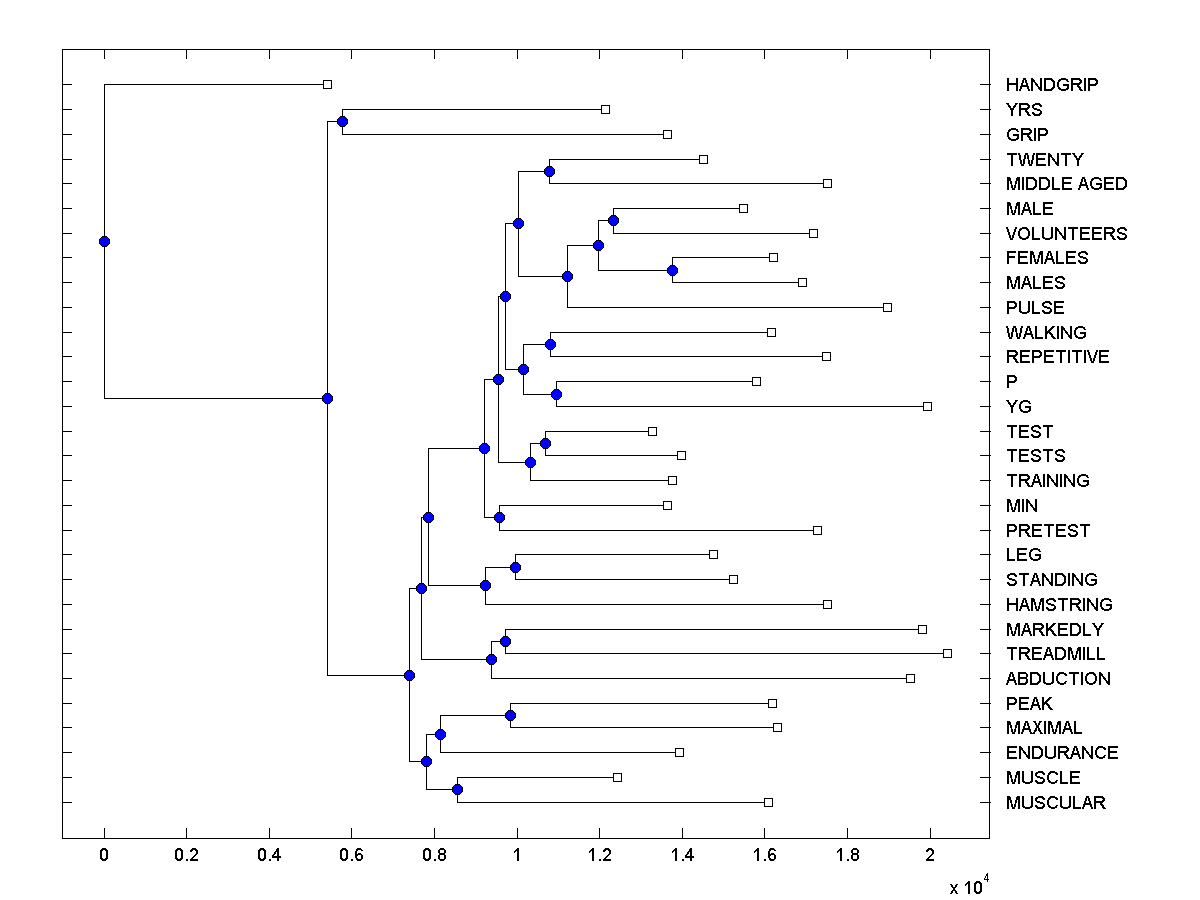 HANDGRIP
YRS
GRIP
TWENTY
MIDDLE AGED
MALE
VOLUNTEERS
FEMALES
MALES
PULSE
WALKING
REPETITIVE
P
YG
TEST
TESTS
TRAINING
MIN
PRETEST
LEG
STANDING
HAMSTRING
MARKEDLY
TREADMILL
ABDUCTION
PEAK
MAXIMAL
ENDURANCE
MUSCLE
MUSCULAR
0 0.2 0.4 0.6 0.8 1 1.2 1.4 1.6 1.8 2
x 10^4